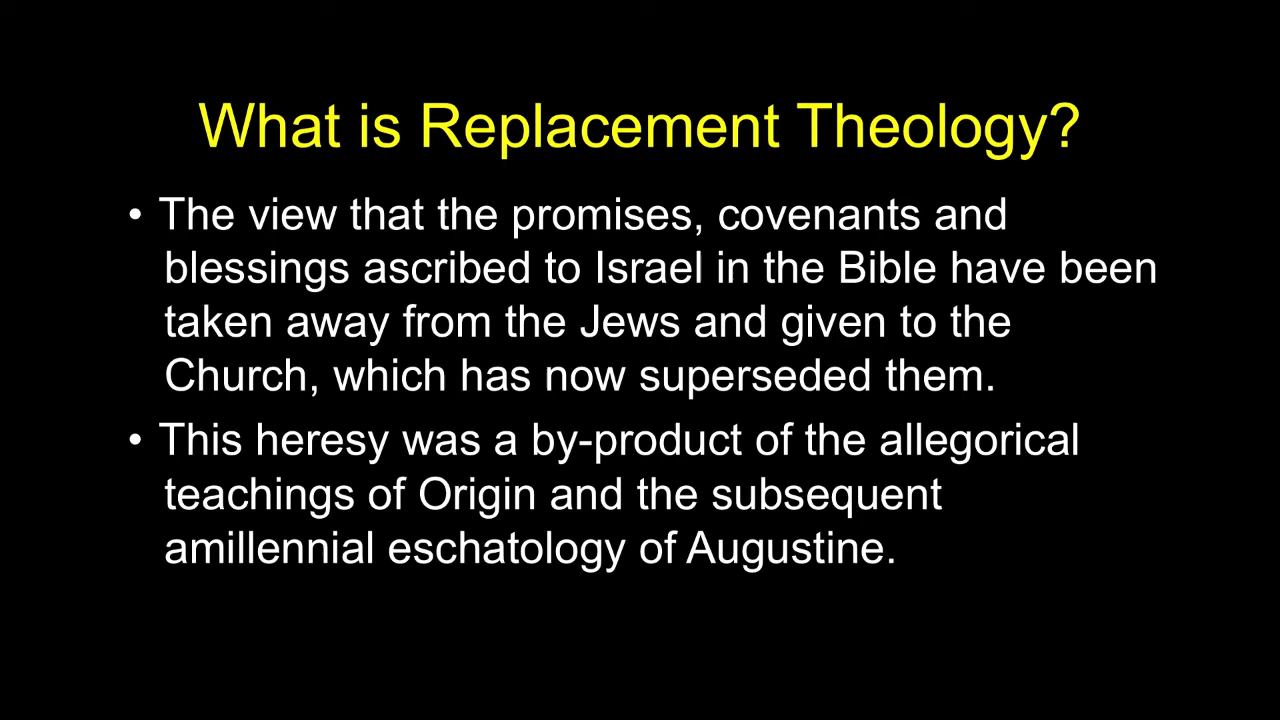 What is Replacement Theology?
• The view that the promises, covenants and
blessings ascribed to Israel in the Bible have been
taken away from the Jews and given to the
Church, which has now superseded them.
• This heresy was a by-product of the allegorical
teachings of Origin and the subsequent
amillennial eschatology of Augustine.